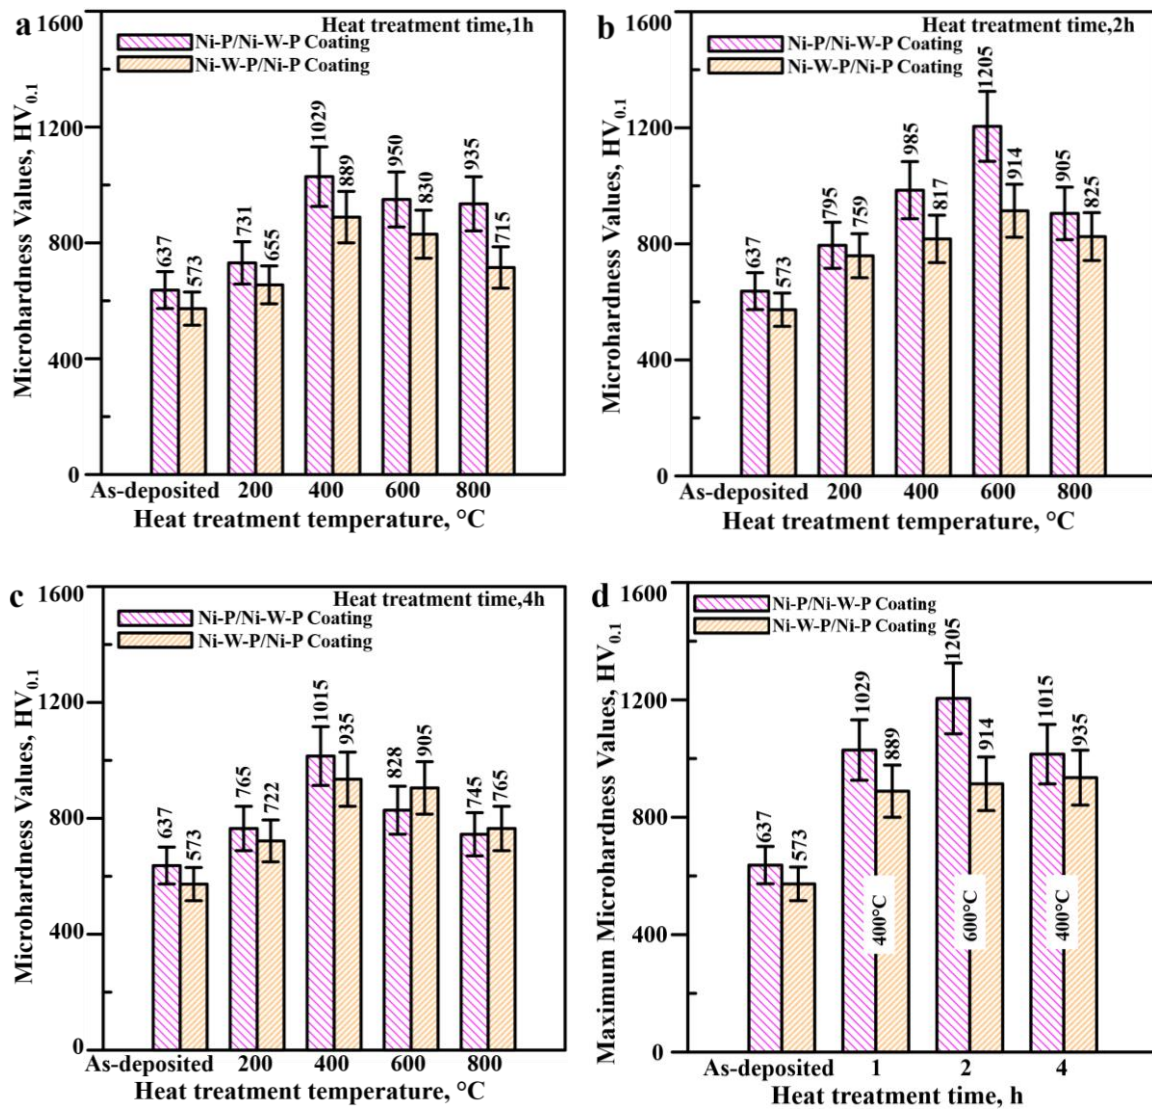 a
Heat treatment time,1h
Ni-P/Ni-W-P Coating
Ni-W-P/Ni-P Coating
Microhardness Values, HV0.1
1600
1200
800
400
0
637
573
731
655
1029
889
950
830
935
715
As-deposited 200 400 600 800
Heat treatment temperature, °C
b
Heat treatment time,2h
Ni-P/Ni-W-P Coating
Ni-W-P/Ni-P Coating
Microhardness Values, HV0.1
1600
1200
800
400
0
637
573
795
759
985
817
1205
914
905
825
As-deposited 200 400 600 800
Heat treatment temperature, °C
c
Heat treatment time,4h
Ni-P/Ni-W-P Coating
Ni-W-P/Ni-P Coating
Microhardness Values, HV0.1
1600
1200
800
400
0
637
573
765
722
1015
935
828
905
745
765
As-deposited 200 400 600 800
Heat treatment temperature, °C
d
Ni-P/Ni-W-P Coating
Ni-W-P/Ni-P Coating
Maximum Microhardness Values, HV0.1
1600
1200
800
400
0
637
573
1029
889
1205
914
1015
935
400°C
600°C
400°C
As-deposited 1 2 4
Heat treatment time, h